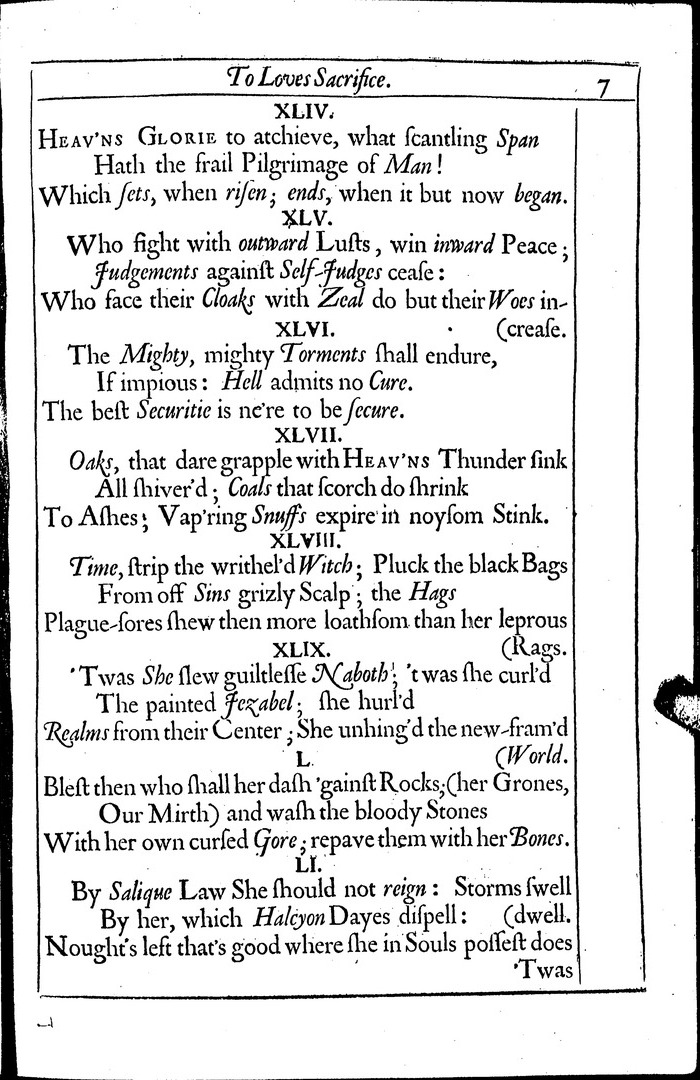 To Loves Sacrifice.
7
XLIV.
HEAV'NS GLORIE to atchieve, what ſcantling Span
Hath the frail Pilgrimage of Man!
Which ſets, when riſen; ends, when it but now began.
XLV.
Who fight with outward Luſts, win inward Peace;
Judgements againſt Self-Judges ceaſe:
Who face their Cloaks with Zeal do but their Woes in-
XLVI. (creaſe.
The Mighty, mighty Torments ſhall endure,
If impious: Hell admits no Cure.
The beſt Securitie is ne're to be ſecure.
XLVII.
Oaks, that dare grapple with HEAV'NS Thunder ſink
All ſhiver'd; Coals that ſcorch do ſhrink
To Aſhes; Vap'ring Snuffs expire in noyſom Stink.
XLVIII.
Time, ſtrip the writhel'd Witch; Pluck the black Bags
From off Sins grizly Scalp; the Hags
Plague-ſores ſhew then more loathſom than her leprous
XLIX. (Rags.
'Twas She ſlew guiltleſſe Naboth; 't was ſhe curl'd
The painted Jezabel; ſhe hurl'd
Realms from their Center; She unhing'd the new-fram'd
L. (World.
Bleſt then who ſhall her daſh 'gainſt Rocks,(her Grones,
Our Mirth) and waſh the bloody Stones
With her own curſed Gore; repave them with her Bones.
LI.
By Salique Law She ſhould not reign: Storms ſwell
By her, which Halcyon Dayes diſpell: (dwell.
Nought's left that's good where ſhe in Souls poſſeſt does
'Twas